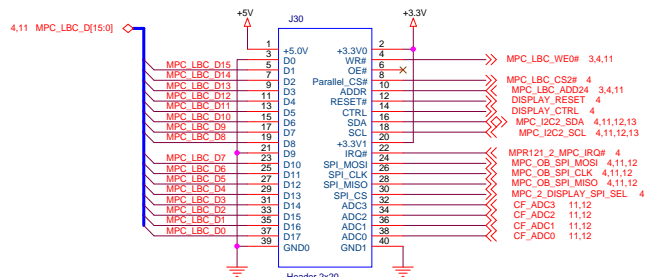 +5V J30 +3.3V
4,11 MPC_LBC_D[15:0]
1 +5.0V +3.3V0 2
3 D0 WR# 4 MPC_LBC_WE0# 3,4,11
MPC_LBC_D15 5 D1 OE# 6
MPC_LBC_D14 7 D2 Parallel_CS# 8 MPC_LBC_CS2# 4
MPC_LBC_D13 9 D3 ADDR 10 MPC_LBC_ADD24 3,4,11
MPC_LBC_D12 11 D4 RESET# 12 DISPLAY_RESET 4
MPC_LBC_D11 13 D5 CTRL 14 DISPLAY_CTRL 4
MPC_LBC_D10 15 D6 SDA 16 MPC_I2C2_SDA 4,11,12,13
MPC_LBC_D9 17 D7 SCL 18 MPC_I2C2_SCL 4,11,12,13
MPC_LBC_D8 19 D8 +3.3V1 20
21 D9 IRQ# 22 MPR121_2_MPC_IRQ# 4
MPC_LBC_D7 23 D10 SPI_MOSI 24 MPC_OB_SPI_MOSI 4,11,12
MPC_LBC_D6 25 D11 SPI_CLK 26 MPC_OB_SPI_CLK 4,11,12
MPC_LBC_D5 27 D12 SPI_MISO 28 MPC_OB_SPI_MISO 4,11,12
MPC_LBC_D4 29 D13 SPI_CS 30 MPC_2_DISPLAY_SPI_SEL 4
MPC_LBC_D3 31 D14 ADC3 32 CF_ADC3 11,12
MPC_LBC_D2 33 D15 ADC2 34 CF_ADC2 11,12
MPC_LBC_D1 35 D16 ADC1 36 CF_ADC1 11,12
MPC_LBC_D0 37 D17 ADC0 38 CF_ADC0 11,12
39 GND0 GND1 40
Header 2x20